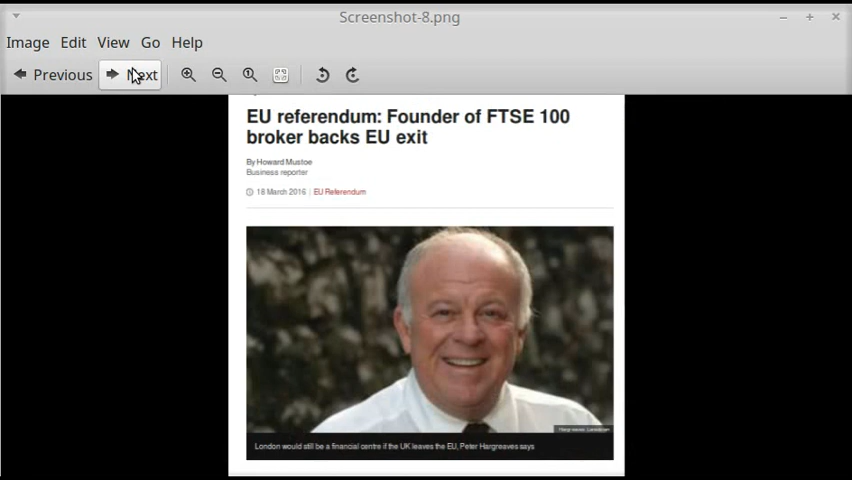 Screenshot-8.png
Image Edit View Go Help
Previous Next
EU referendum: Founder of FTSE 100
broker backs EU exit
By Howard Mustoe
Business reporter
18 March 2016 | EU Referendum
Hargreaves Lansdown
London would still be a financial centre if the UK leaves the EU, Peter Hargreaves says